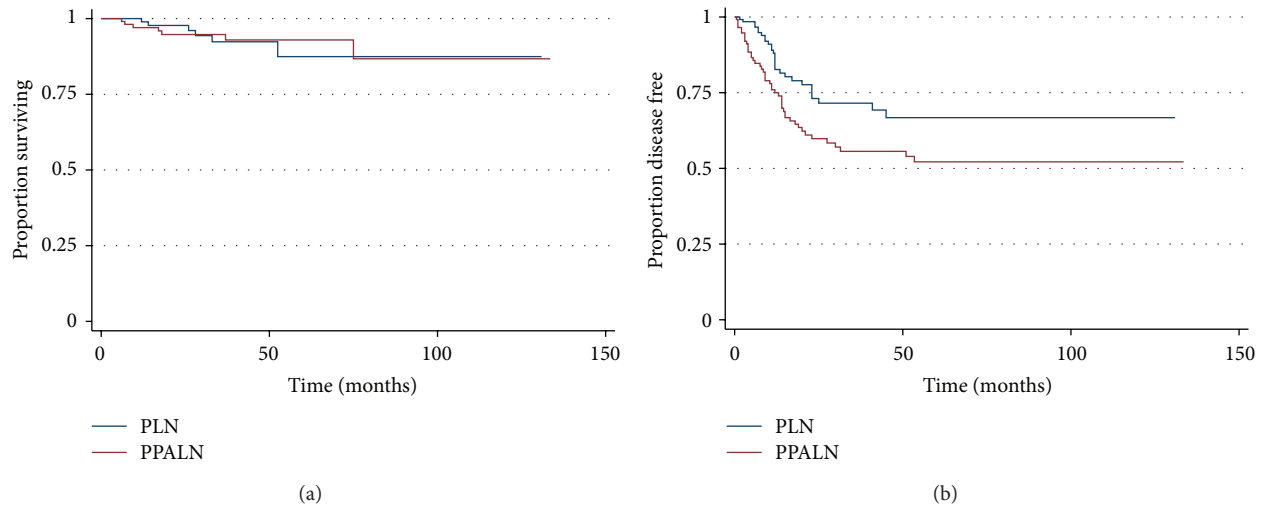 Proportion surviving
1
0.75
0.5
0.25
0
0 50 100 150
Time (months)
PLN
PPALN
(a)
Proportion disease free
1
0.75
0.5
0.25
0
0 50 100 150
Time (months)
PLN
PPALN
(b)